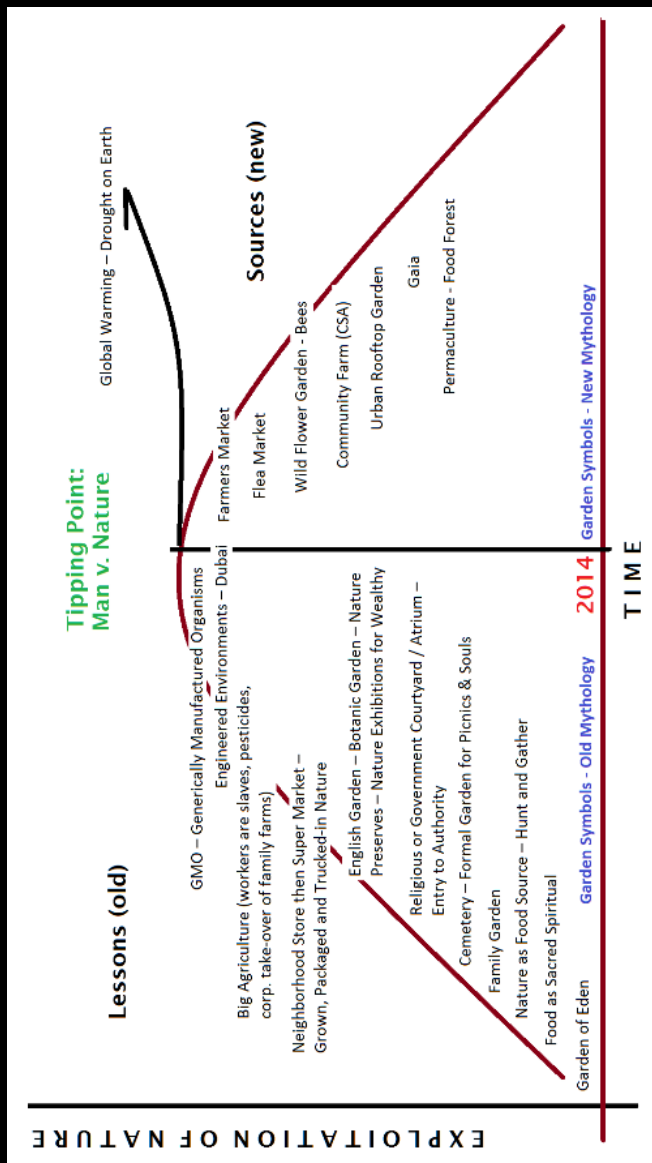 Tipping Point:
Man v. Nature
Global Warming – Drought on Earth
Lessons (old)
Sources (new)
GMO – Generically Manufactured Organisms
Engineered Environments – Dubai
Big Agriculture (workers are slaves, pesticides,
corp. take-over of family farms)
Neighborhood Store then Super Market –
Grown, Packaged and Trucked-in Nature
English Garden – Botanic Garden – Nature
Preserves – Nature Exhibitions for Wealthy
Religious or Government Courtyard / Atrium –
Entry to Authority
Cemetery – Formal Garden for Picnics & Souls
Family Garden
Nature as Food Source – Hunt and Gather
Food as Sacred Spiritual
Garden of Eden
Farmers Market
Flea Market
Wild Flower Garden - Bees
Community Farm (CSA)
Urban Rooftop Garden
Gaia
Permaculture - Food Forest
Garden Symbols - Old Mythology
2014
Garden Symbols - New Mythology
TIME
EXPLOITATION OF NATURE